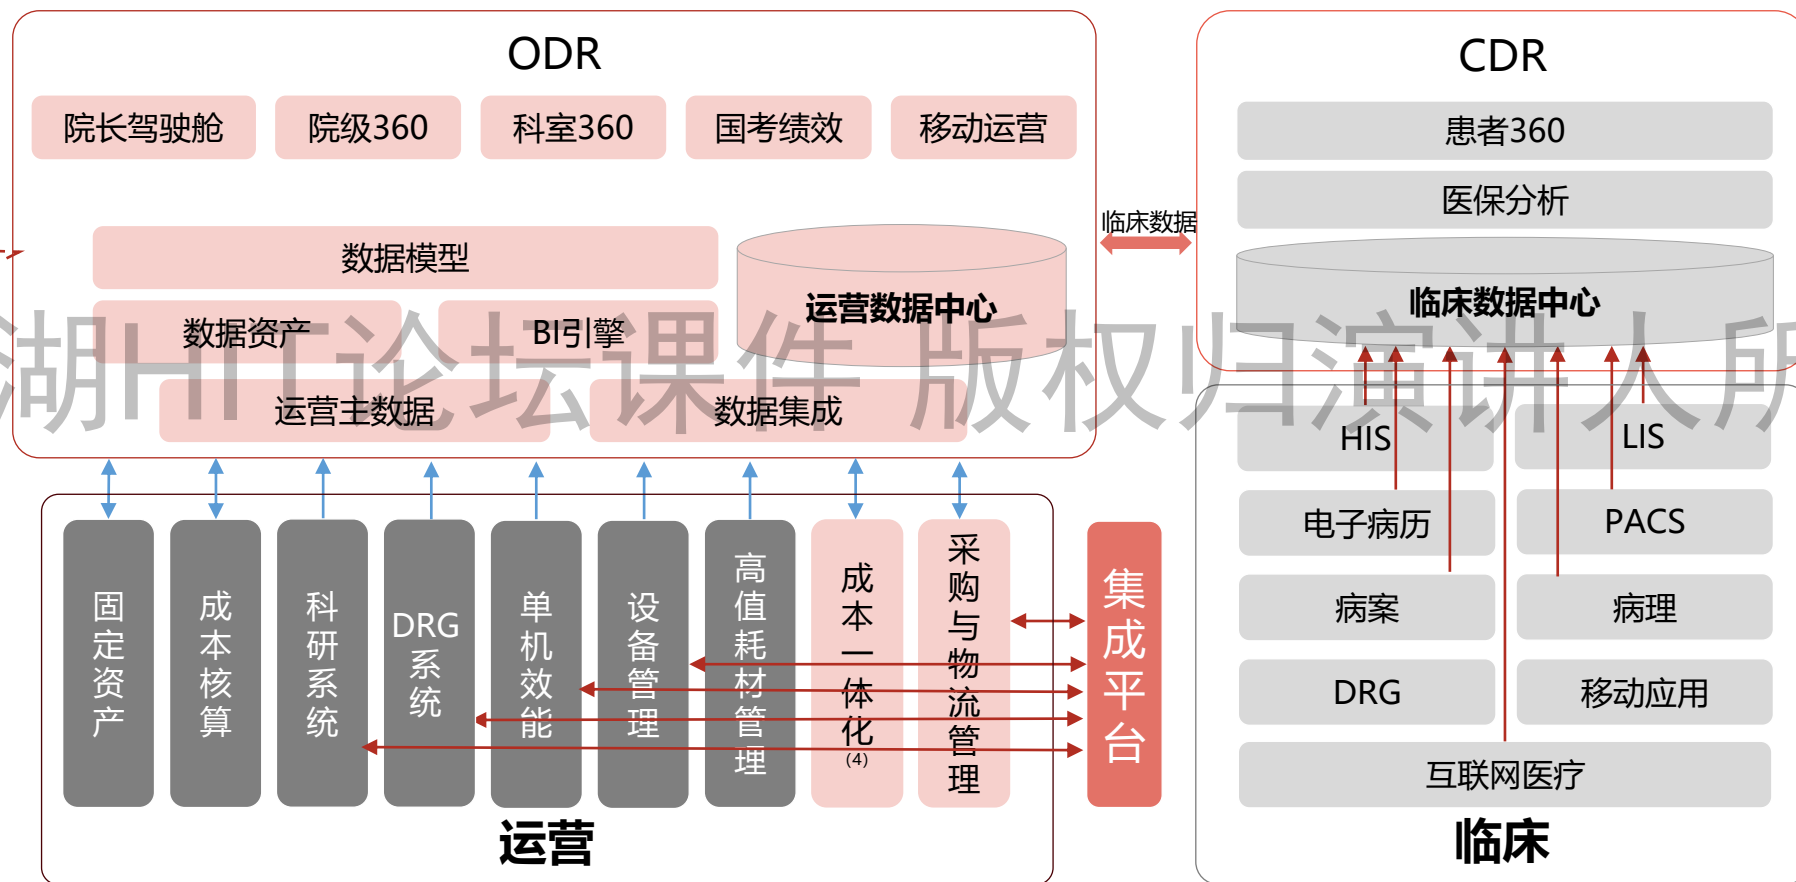 ODR
院长驾驶舱
院级360
科室360
国考绩效
移动运营
数据模型
数据资产
BI引擎
运营数据中心
运营主数据
数据集成
临床数据
CDR
患者360
医保分析
临床数据中心
湖HIT论坛课件 版权归演讲人所
固定资产
成本核算
科研系统
DRG系统
单机效能
设备管理
高值耗材管理
成本一体化(4)
采购与物流管理
运营
集成平台
HIS
LIS
电子病历
PACS
病案
病理
DRG
移动应用
互联网医疗
临床